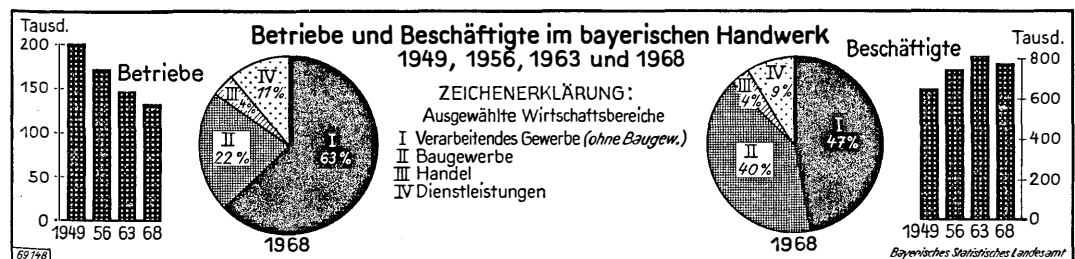 Betriebe und Beschäftigte im bayerischen Handwerk
1949, 1956, 1963 und 1968
Tausd.
200
150
100
50
0
Betriebe
1949 56 63 68
IV
11%
III
4%
II
22%
I
63%
1968
ZEICHENERKLÄRUNG:
Ausgewählte Wirtschaftsbereiche
I Verarbeitendes Gewerbe (ohne Baugew.)
II Baugewerbe
III Handel
IV Dienstleistungen
IV
9%
III
4%
II
40%
I
47%
1968
Beschäftigte
Tausd.
800
600
400
200
0
1949 56 63 68
69148
Bayerisches Statistisches Landesamt